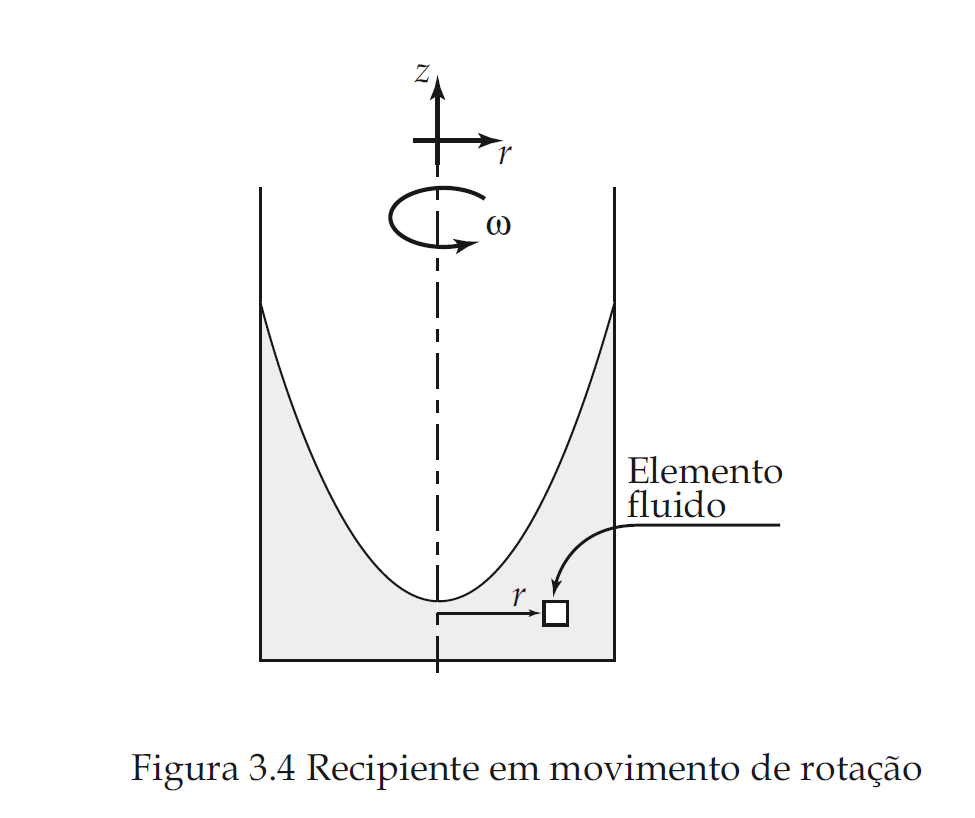 z
r
ω
Elemento
fluido
r
Figura 3.4 Recipiente em movimento de rotação